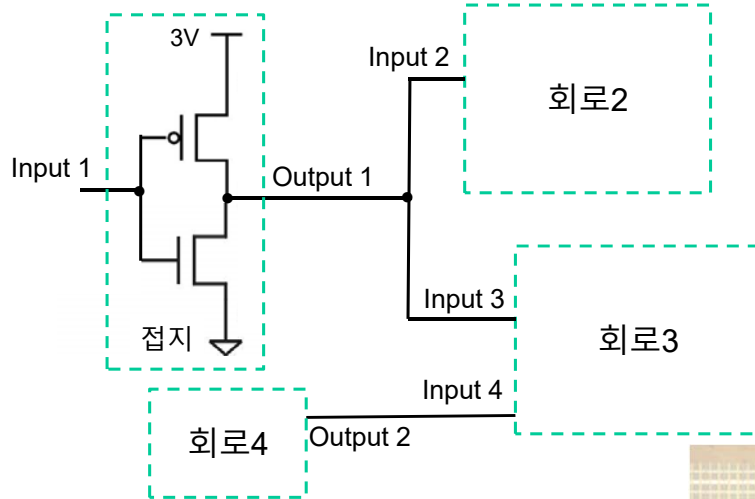 3V
Input 2
회로2
Input 1
Output 1
Input 3
접지
회로3
Input 4
회로4
Output 2